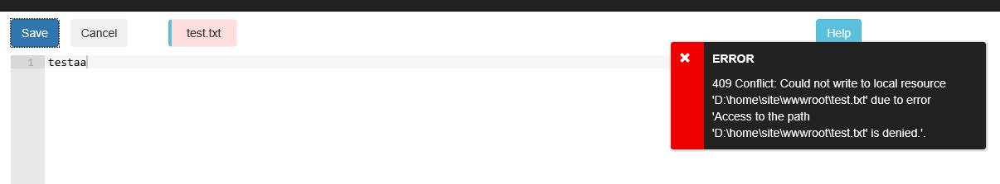 Save Cancel test.txt Help
1 testaa
ERROR
409 Conflict: Could not write to local resource
'D:\home\site\wwwroot\test.txt' due to error
'Access to the path
'D:\home\site\wwwroot\test.txt' is denied.'.